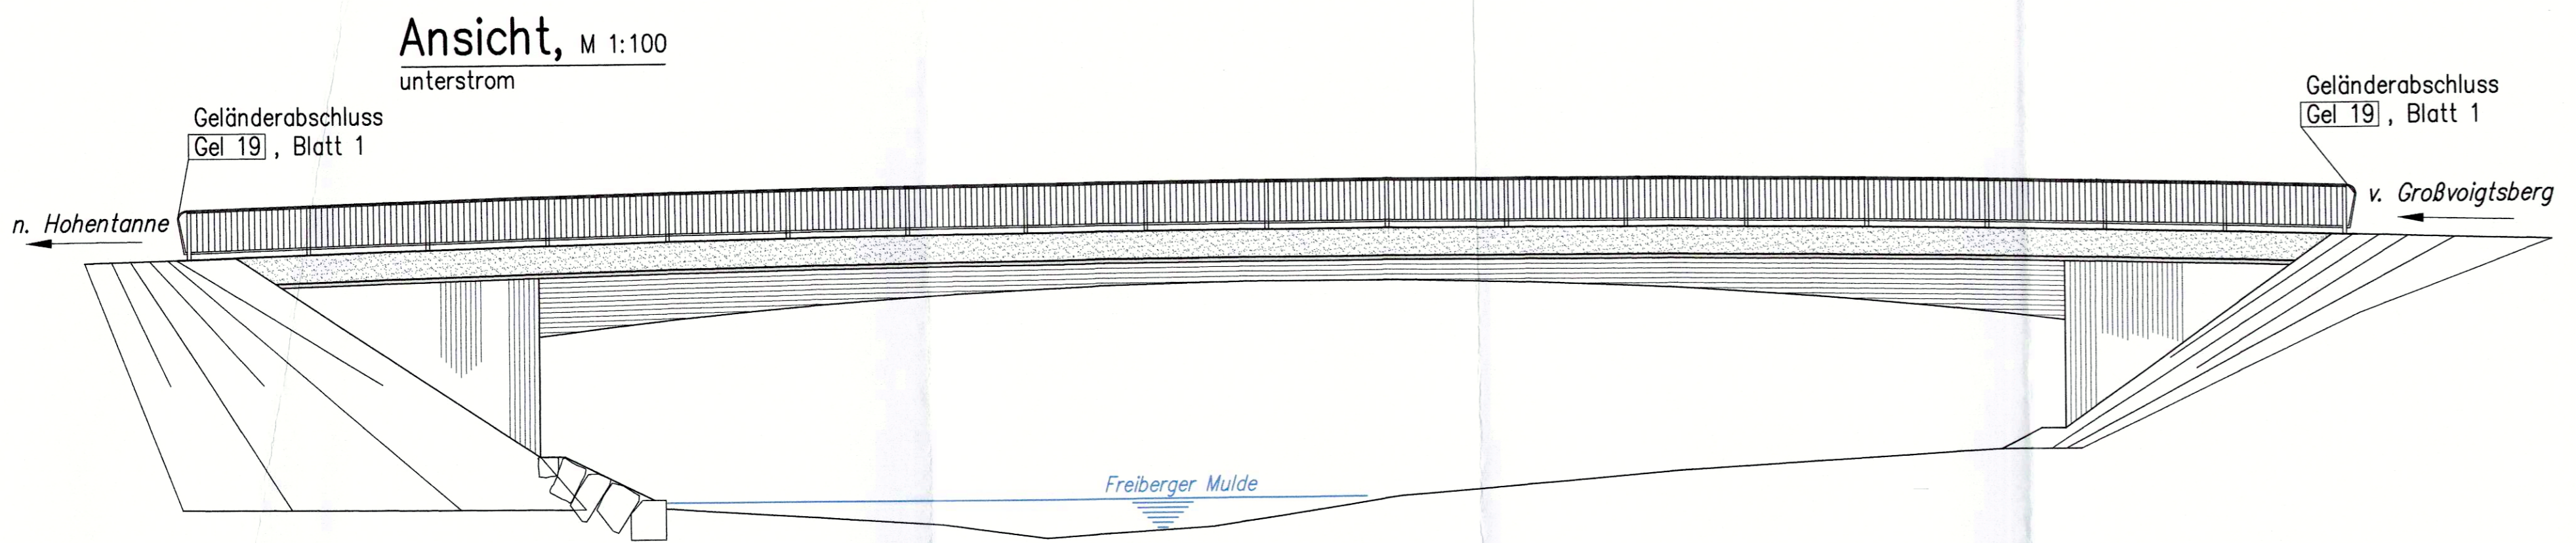 Ansicht, M 1:100
unterstrom
Geländerabschluss
Gel 19 , Blatt 1
Geländerabschluss
Gel 19 , Blatt 1
n. Hohentanne
v. Großvoigtsberg
Freiberger Mulde